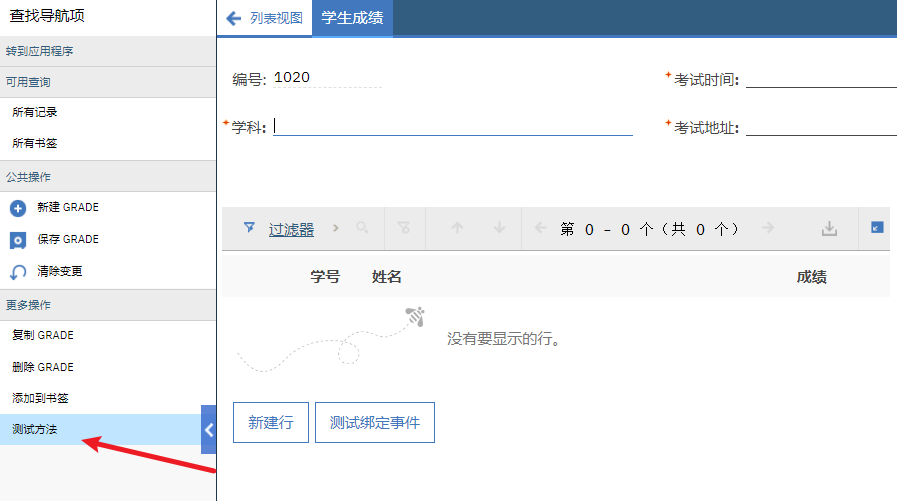 查找导航项
转到应用程序
可用查询
所有记录
所有书签
公共操作
新建 GRADE
保存 GRADE
清除变更
更多操作
复制 GRADE
删除 GRADE
添加到书签
测试方法
列表视图 学生成绩
编号: 1020 *考试时间:
*学科: *考试地址:
过滤器 第 0 - 0 个（共 0 个）
学号 姓名 成绩
没有要显示的行。
新建行 测试绑定事件